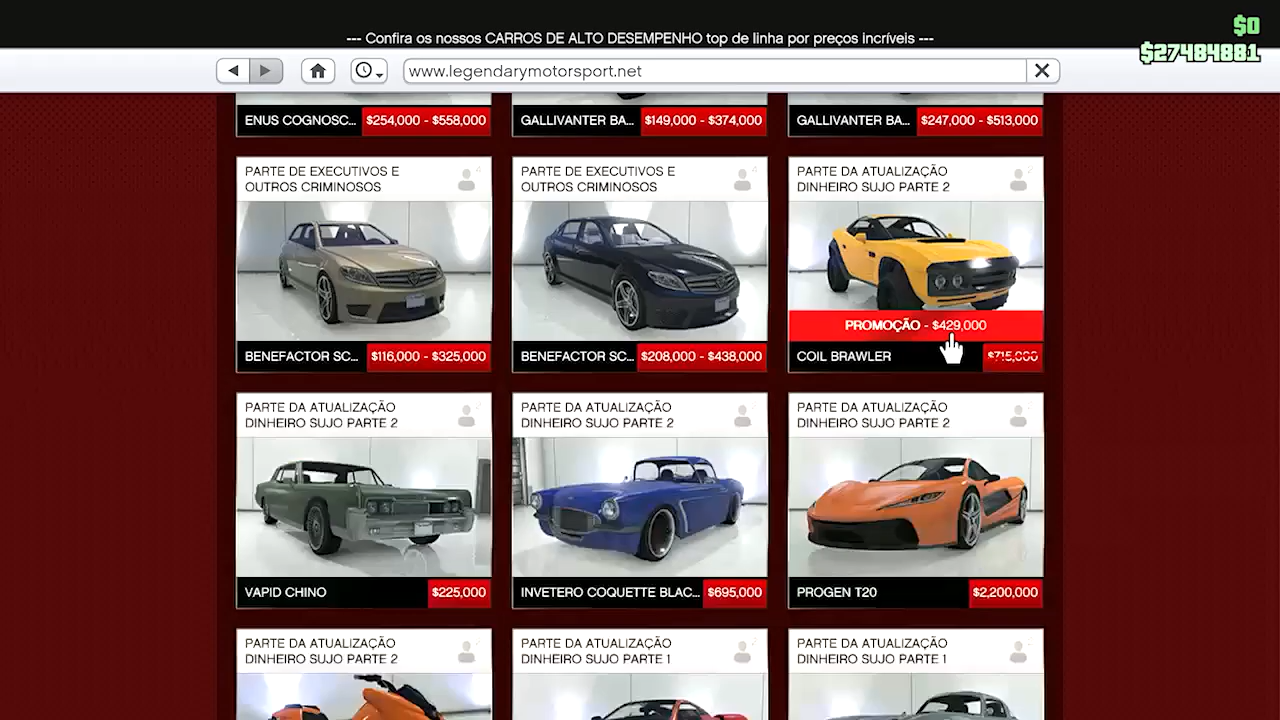 --- Confira os nossos CARROS DE ALTO DESEMPENHO top de linha por preços incríveis ---
$0
$27484881
www.legendarymotorsport.net
ENUS COGNOSC... $254,000 - $558,000
GALLIVANTER BA... $149,000 - $374,000
GALLIVANTER BA... $247,000 - $513,000
PARTE DE EXECUTIVOS E
OUTROS CRIMINOSOS
BENEFACTOR SC... $116,000 - $325,000
PARTE DE EXECUTIVOS E
OUTROS CRIMINOSOS
BENEFACTOR SC... $208,000 - $438,000
PARTE DA ATUALIZAÇÃO
DINHEIRO SUJO PARTE 2
PROMOÇÃO - $429,000
COIL BRAWLER $715,000
PARTE DA ATUALIZAÇÃO
DINHEIRO SUJO PARTE 2
VAPID CHINO $225,000
PARTE DA ATUALIZAÇÃO
DINHEIRO SUJO PARTE 2
INVETERO COQUETTE BLAC... $695,000
PARTE DA ATUALIZAÇÃO
DINHEIRO SUJO PARTE 2
PROGEN T20 $2,200,000
PARTE DA ATUALIZAÇÃO
DINHEIRO SUJO PARTE 2
PARTE DA ATUALIZAÇÃO
DINHEIRO SUJO PARTE 1
PARTE DA ATUALIZAÇÃO
DINHEIRO SUJO PARTE 1